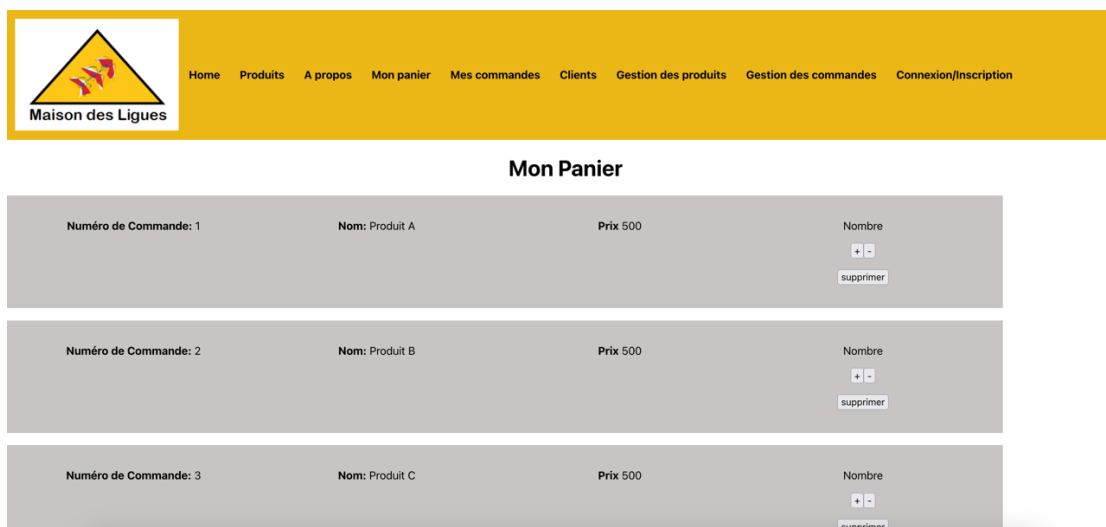 Maison des Ligues
Home Produits A propos Mon panier Mes commandes Clients Gestion des produits Gestion des commandes Connexion/Inscription
Mon Panier
Numéro de Commande: 1 Nom: Produit A Prix 500 Nombre
+ -
supprimer
Numéro de Commande: 2 Nom: Produit B Prix 500 Nombre
+ -
supprimer
Numéro de Commande: 3 Nom: Produit C Prix 500 Nombre
+ -
supprimer